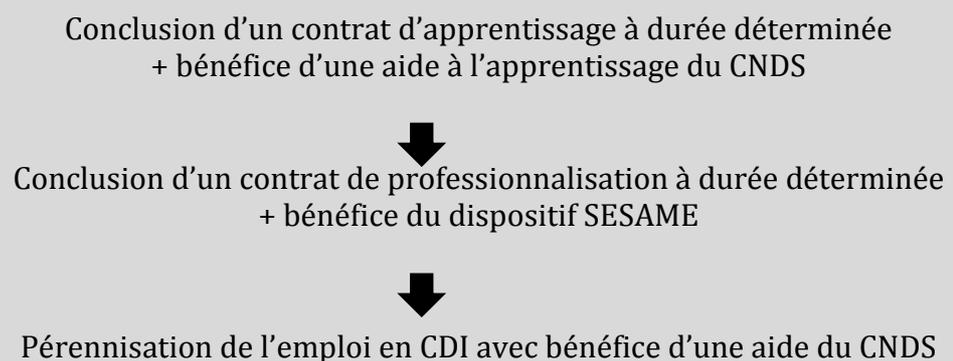 Conclusion d’un contrat d’apprentissage à durée déterminée
+ bénéfice d’une aide à l’apprentissage du CNDS
Conclusion d’un contrat de professionnalisation à durée déterminée
+ bénéfice du dispositif SESAME
Pérennisation de l’emploi en CDI avec bénéfice d’une aide du CNDS